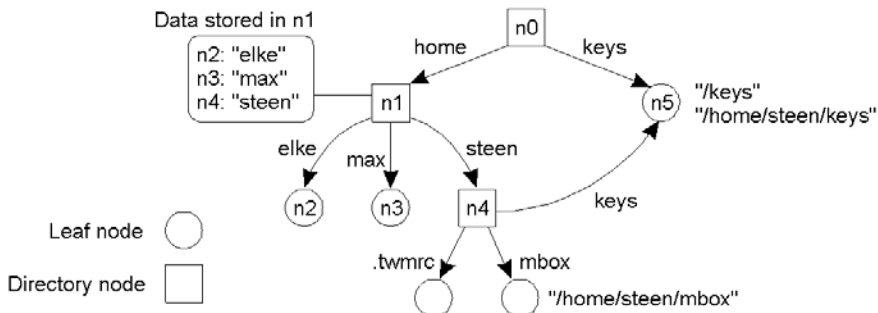 Data stored in n1
n2: "elke"
n3: "max"
n4: "steen"
n0
home
keys
n1
n5
"/keys"
"/home/steen/keys"
elke
max
steen
n2
n3
n4
keys
Leaf node
.twmrc
mbox
Directory node
"/home/steen/mbox"